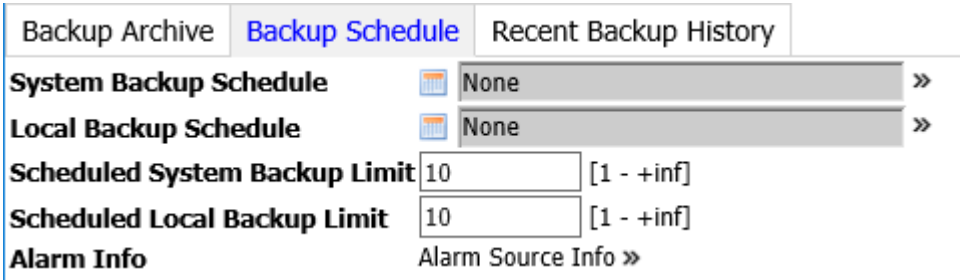 Backup Archive Backup Schedule Recent Backup History
System Backup Schedule None »
Local Backup Schedule None »
Scheduled System Backup Limit 10 [1 - +inf]
Scheduled Local Backup Limit 10 [1 - +inf]
Alarm Info Alarm Source Info »